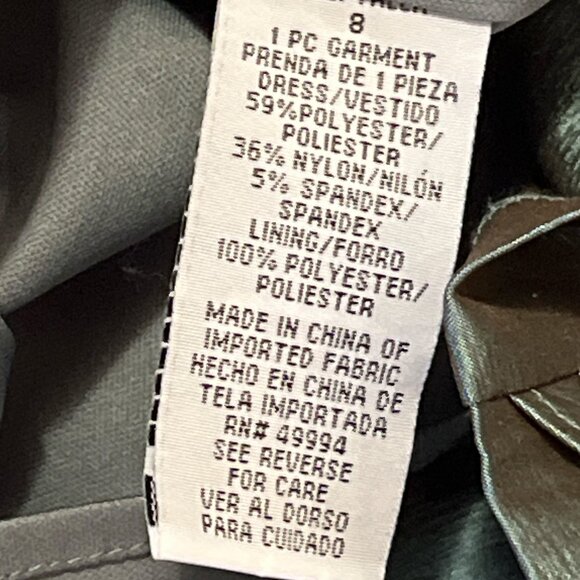 8
1 PC GARMENT
PRENDA DE 1 PIEZA
DRESS/VESTIDO
59%POLYESTER/
POLIESTER
36% NYLON/NILÓN
5% SPANDEX/
SPANDEX
LINING/FORRO
100% POLYESTER/
POLIESTER
MADE IN CHINA OF
IMPORTED FABRIC
HECHO EN CHINA DE
TELA IMPORTADA
RN# 49994
SEE REVERSE
FOR CARE
VER AL DORSO
PARA CUIDADO